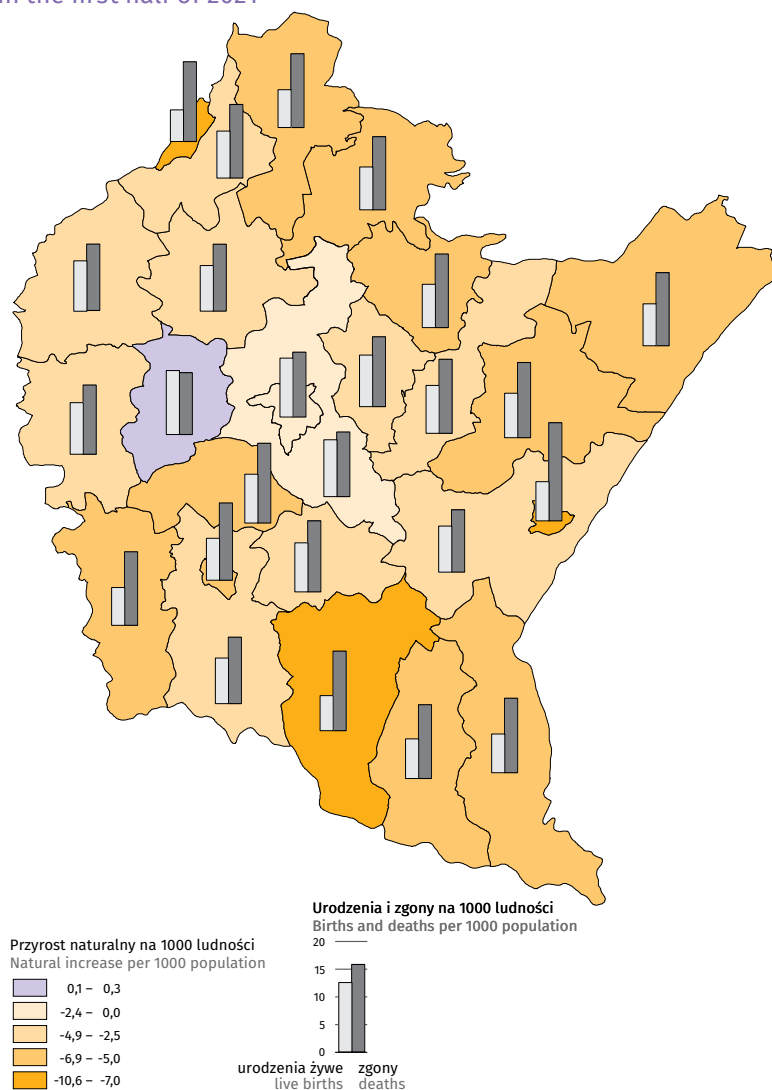 in the first half of 2021
Urodzenia i zgony na 1000 ludności
Births and deaths per 1000 population
20
15
10
5
0
urodzenia żywe zgony
live births deaths
Przyrost naturalny na 1000 ludności
Natural increase per 1000 population
0,1 – 0,3
-2,4 – 0,0
-4,9 – -2,5
-6,9 – -5,0
-10,6 – -7,0